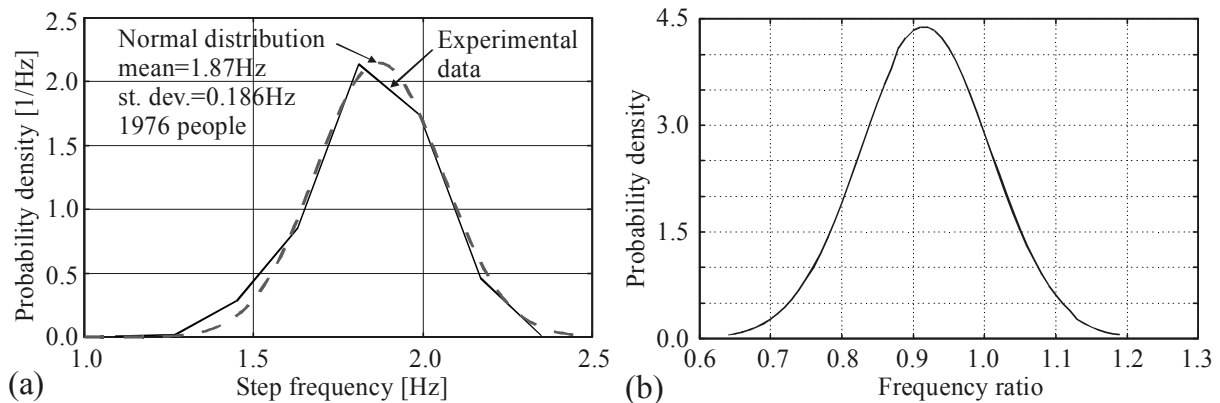 2.5
2.0
1.5
1.0
0.5
0.0
Probability density [1/Hz]
Normal distribution
mean=1.87Hz
st. dev.=0.186Hz
1976 people
Experimental
data
1.0 1.5 2.0 2.5
Step frequency [Hz]
(a)
4.5
3.0
1.5
0.0
Probability density
0.6 0.7 0.8 0.9 1.0 1.1 1.2 1.3
Frequency ratio
(b)